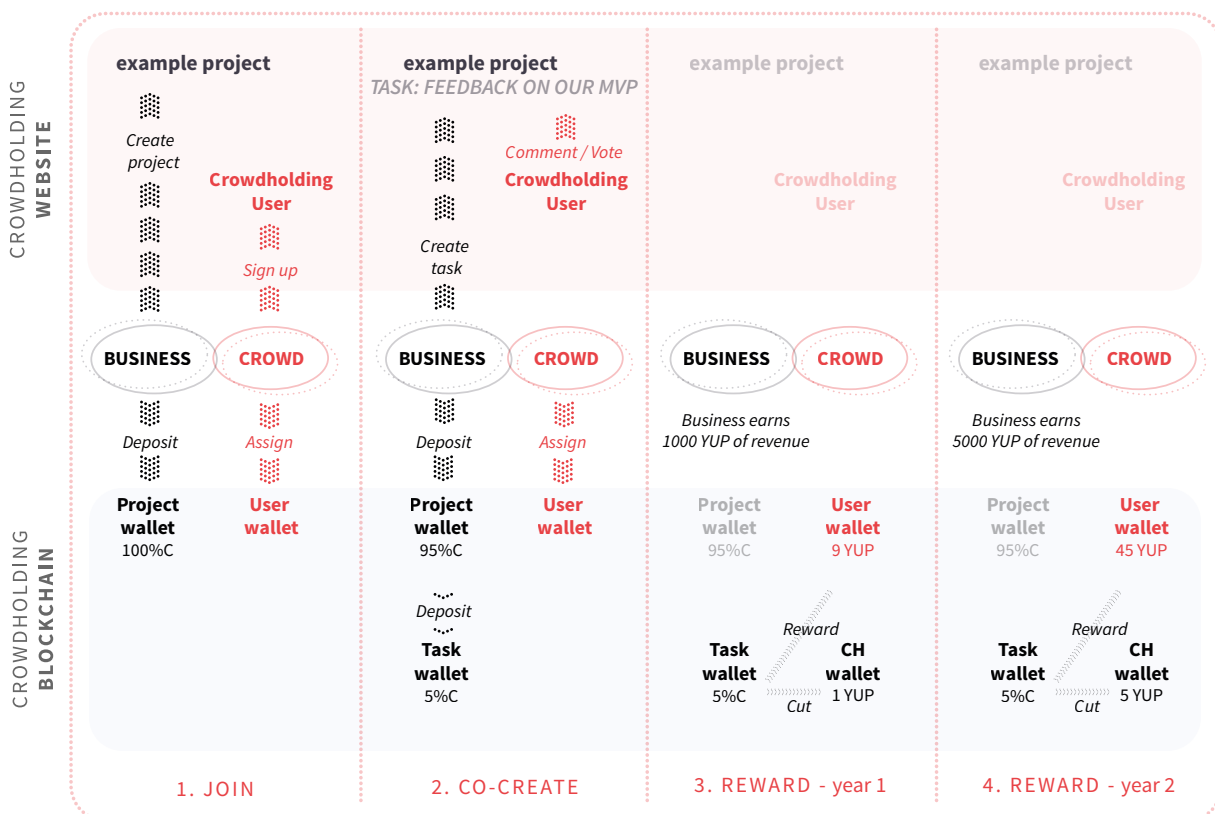 CROWDHOLDING
WEBSITE
example project
Create
project
Crowdholding
User
Sign up
BUSINESS
CROWD
Deposit
Assign
Project
wallet
100%C
User
wallet
1. JOIN
example project
TASK: FEEDBACK ON OUR MVP
Comment / Vote
Crowdholding
User
Create
task
BUSINESS
CROWD
Deposit
Assign
Project
wallet
95%C
User
wallet
Deposit
Task
wallet
5%C
2. CO-CREATE
example project
Crowdholding
User
BUSINESS
CROWD
Business earns
1000 YUP of revenue
Project
wallet
95%C
User
wallet
9 YUP
Reward
Task
wallet
5%C
CH
wallet
1 YUP
Cut
3. REWARD - year 1
example project
Crowdholding
User
BUSINESS
CROWD
Business earns
5000 YUP of revenue
Project
wallet
95%C
User
wallet
45 YUP
Reward
Task
wallet
5%C
CH
wallet
5 YUP
Cut
4. REWARD - year 2
CROWDHOLDING
BLOCKCHAIN